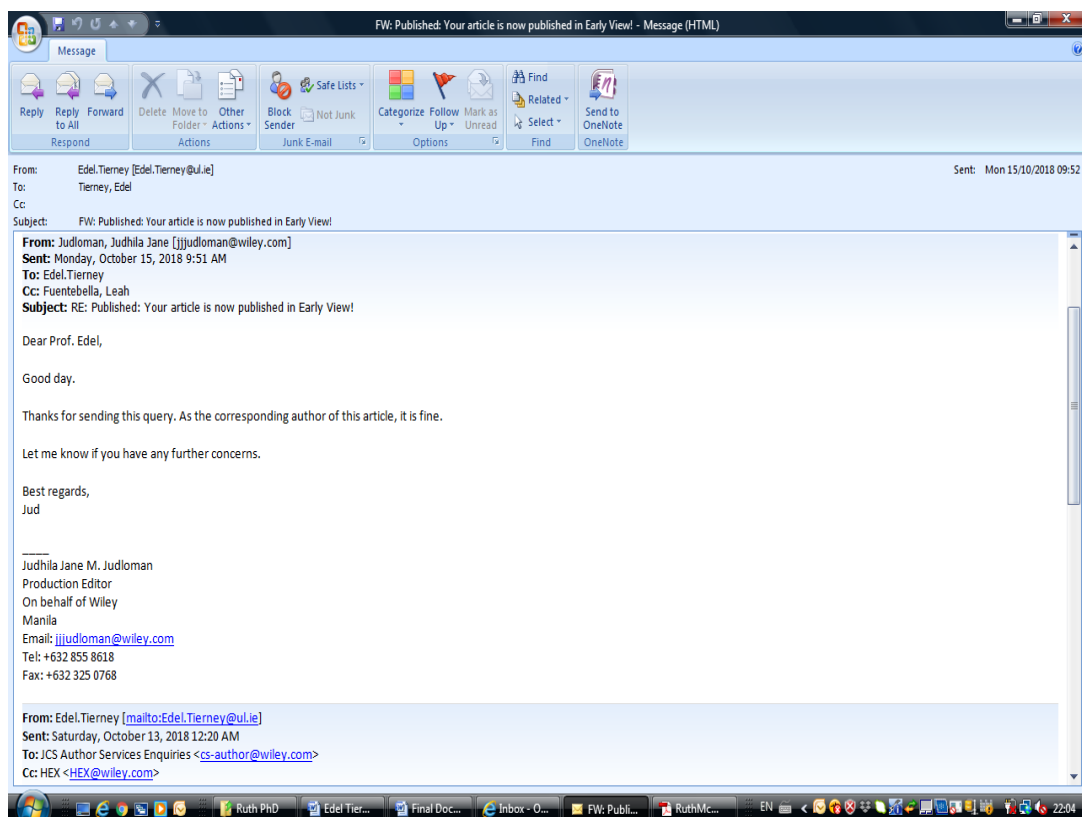 FW: Published: Your article is now published in Early View! - Message (HTML)
Message
Reply
Reply to All
Forward
Respond
Delete
Move to Folder
Other Actions
Actions
Block Sender
Safe Lists
Not Junk
Junk E-mail
Categorize
Follow Up
Mark as Unread
Options
Find
Related
Select
Find
Send to OneNote
OneNote
From: Edel.Tierney [Edel.Tierney@ul.ie] Sent: Mon 15/10/2018 09:52
To: Tierney, Edel
Cc:
Subject: FW: Published: Your article is now published in Early View!
From: Judloman, Judhila Jane [jjjudloman@wiley.com]
Sent: Monday, October 15, 2018 9:51 AM
To: Edel.Tierney
Cc: Fuentebella, Leah
Subject: RE: Published: Your article is now published in Early View!
Dear Prof. Edel,
Good day.
Thanks for sending this query. As the corresponding author of this article, it is fine.
Let me know if you have any further concerns.
Best regards,
Jud
____
Judhila Jane M. Judloman
Production Editor
On behalf of Wiley
Manila
Email: jjjudloman@wiley.com
Tel: +632 855 8618
Fax: +632 325 0768
From: Edel.Tierney [mailto:Edel.Tierney@ul.ie]
Sent: Saturday, October 13, 2018 12:20 AM
To: JCS Author Services Enquiries <cs-author@wiley.com>
Cc: HEX <HEX@wiley.com>
Ruth PhD
Edel Tier...
Final Doc...
Inbox - O...
FW: Publi...
RuthMc...
EN
22:04